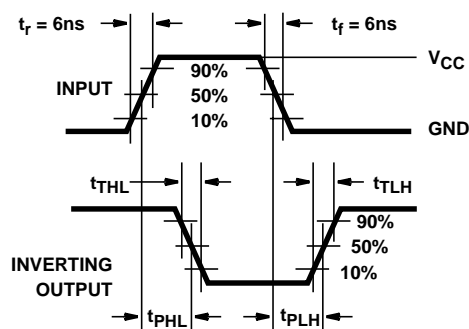 tr = 6ns
tf = 6ns
VCC
90%
INPUT
50%
10%
GND
tTHL
tTLH
90%
50%
10%
INVERTING
OUTPUT
tPHL
tPLH